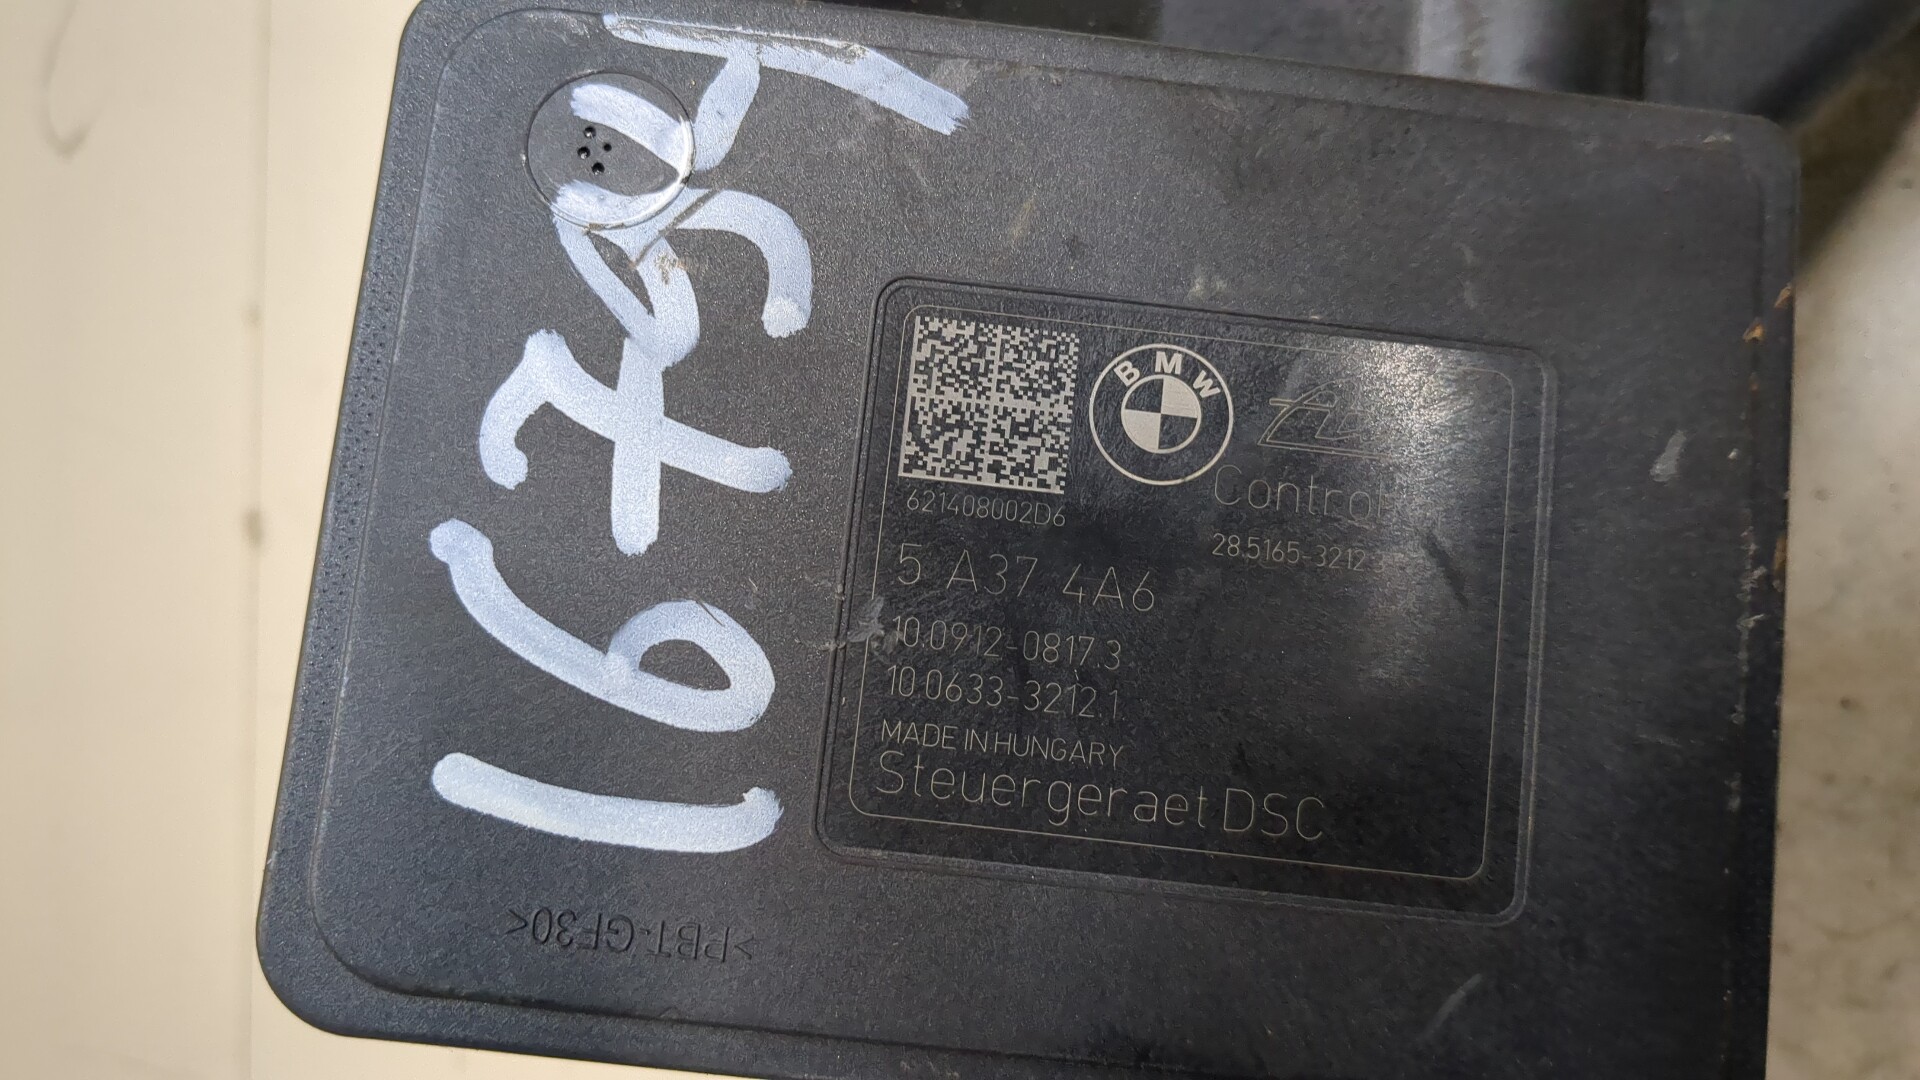 16757
BMW
Control
621408002D6
28.5165-3212.3
5 A37 4A6
10.0912-0817.3
10.0633-3212.1
MADE IN HUNGARY
Steuergeraet DSC
>PBT-GF30<